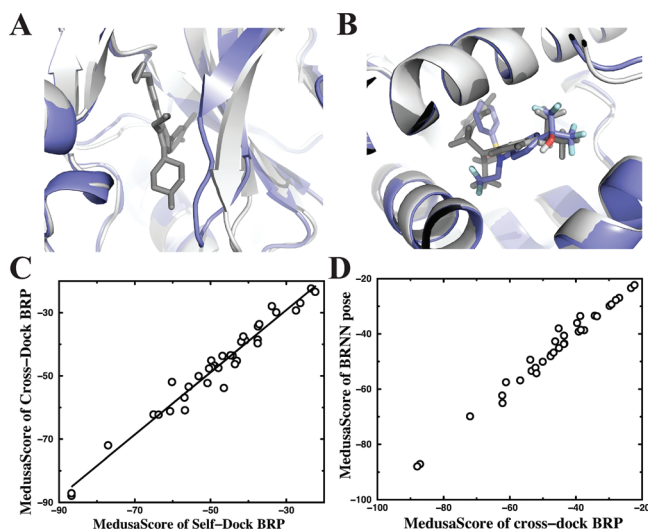 A
B
C
D
MedusaScore of Cross−Dock BRP
−30
−50
−70
−90
−90
−70
−50
−30
MedusaScore of Self−Dock BRP
MedusaScore of BRNN pose
−20
−40
−60
−80
−100
−100
−80
−60
−40
−20
MedusaScore of cross−dock BRP